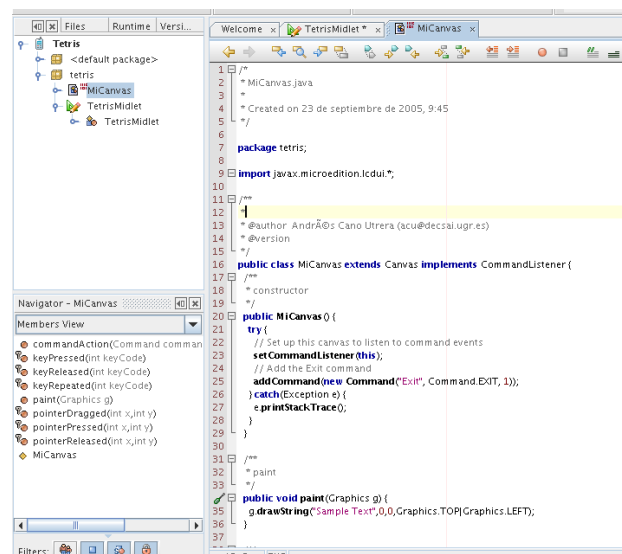 Files Runtime Versi...
Tetris
<default package>
tetris
MiCanvas
TetrisMidlet
TetrisMidlet
Navigator - MiCanvas
Members View
commandAction(Command comman
keyPressed(int keyCode)
keyReleased(int keyCode)
keyRepeated(int keyCode)
paint(Graphics g)
pointerDragged(int x,int y)
pointerPressed(int x,int y)
pointerReleased(int x,int y)
MiCanvas
Filters:
Welcome x TetrisMidlet * x MiCanvas x
1 /*
2 * MiCanvas.java
3 *
4 * Created on 23 de septiembre de 2005, 9:45
5 */
6
7 package tetris;
8
9 import javax.microedition.lcdui.*;
10
11 /**
12 *
13 * @author AndrÃ©s Cano Utrera (acu@decsai.ugr.es)
14 * @version
15 */
16 public class MiCanvas extends Canvas implements CommandListener {
17 /**
18 * constructor
19 */
20 public MiCanvas() {
21 try {
22 // Set up this canvas to listen to command events
23 setCommandListener(this);
24 // Add the Exit command
25 addCommand(new Command("Exit", Command.EXIT, 1));
26 } catch(Exception e) {
27 e.printStackTrace();
28 }
29 }
30
31 /**
32 * paint
33 */
public void paint(Graphics g) {
35 g.drawString("Sample Text",0,0,Graphics.TOP|Graphics.LEFT);
36 }
37